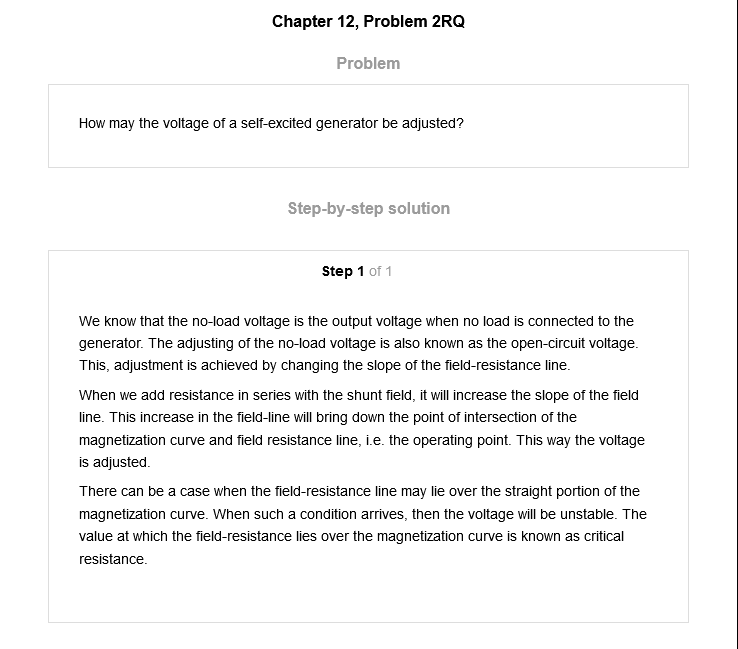 Chapter 12, Problem 2RQ
Problem
How may the voltage of a self-excited generator be adjusted?
Step-by-step solution
Step 1 of 1
We know that the no-load voltage is the output voltage when no load is connected to the
generator. The adjusting of the no-load voltage is also known as the open-circuit voltage.
This, adjustment is achieved by changing the slope of the field-resistance line.
When we add resistance in series with the shunt field, it will increase the slope of the field
line. This increase in the field-line will bring down the point of intersection of the
magnetization curve and field resistance line, i.e. the operating point. This way the voltage
is adjusted.
There can be a case when the field-resistance line may lie over the straight portion of the
magnetization curve. When such a condition arrives, then the voltage will be unstable. The
value at which the field-resistance lies over the magnetization curve is known as critical
resistance.